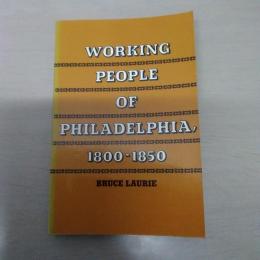 WORKING
PEOPLE
OF
PHILADELPHIA,
1800-1850
BRUCE LAURIE